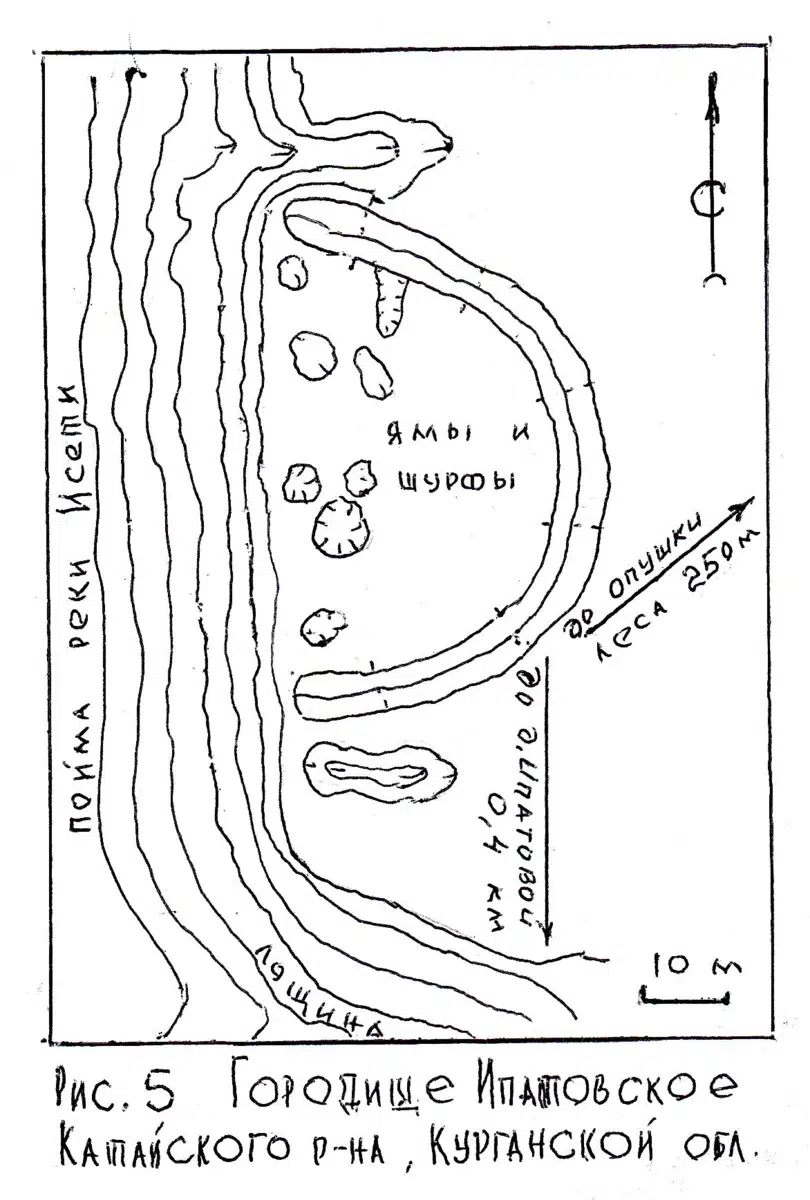 С
пойма реки Исети
ямы и
шурфы
до опушки
леса 250 м
до д. Ипатовой
0,4 км
лощина
10 м
Рис. 5 Городище Ипатовское
Катайского р-на, Курганской обл.